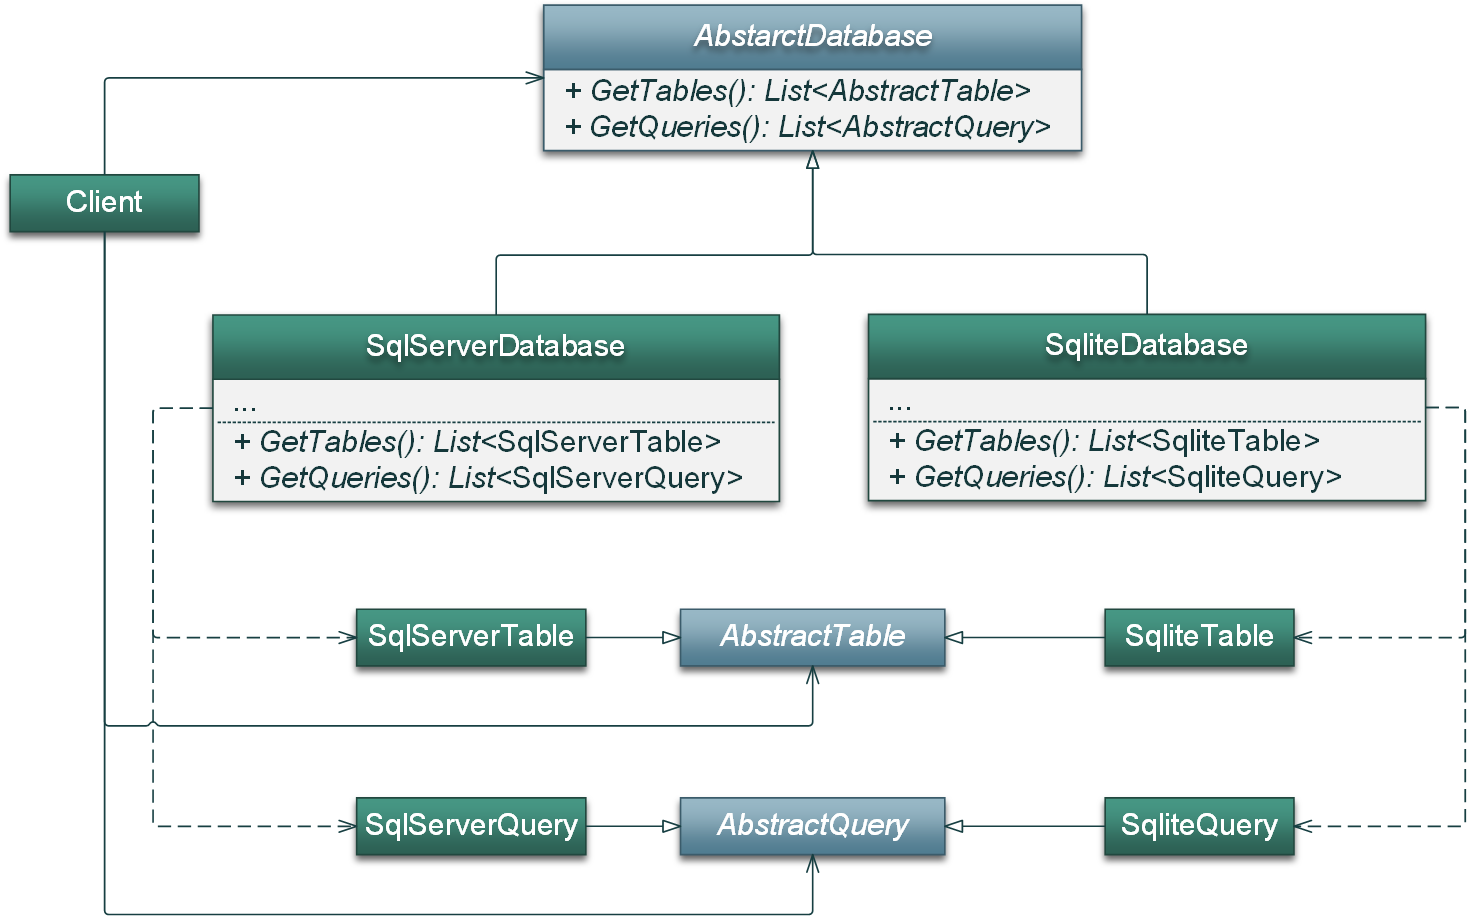 AbstarctDatabase
+ GetTables(): List<AbstractTable>
+ GetQueries(): List<AbstractQuery>
Client
SqlServerDatabase
...
+ GetTables(): List<SqlServerTable>
+ GetQueries(): List<SqlServerQuery>
SqliteDatabase
...
+ GetTables(): List<SqliteTable>
+ GetQueries(): List<SqliteQuery>
SqlServerTable
AbstractTable
SqliteTable
SqlServerQuery
AbstractQuery
SqliteQuery